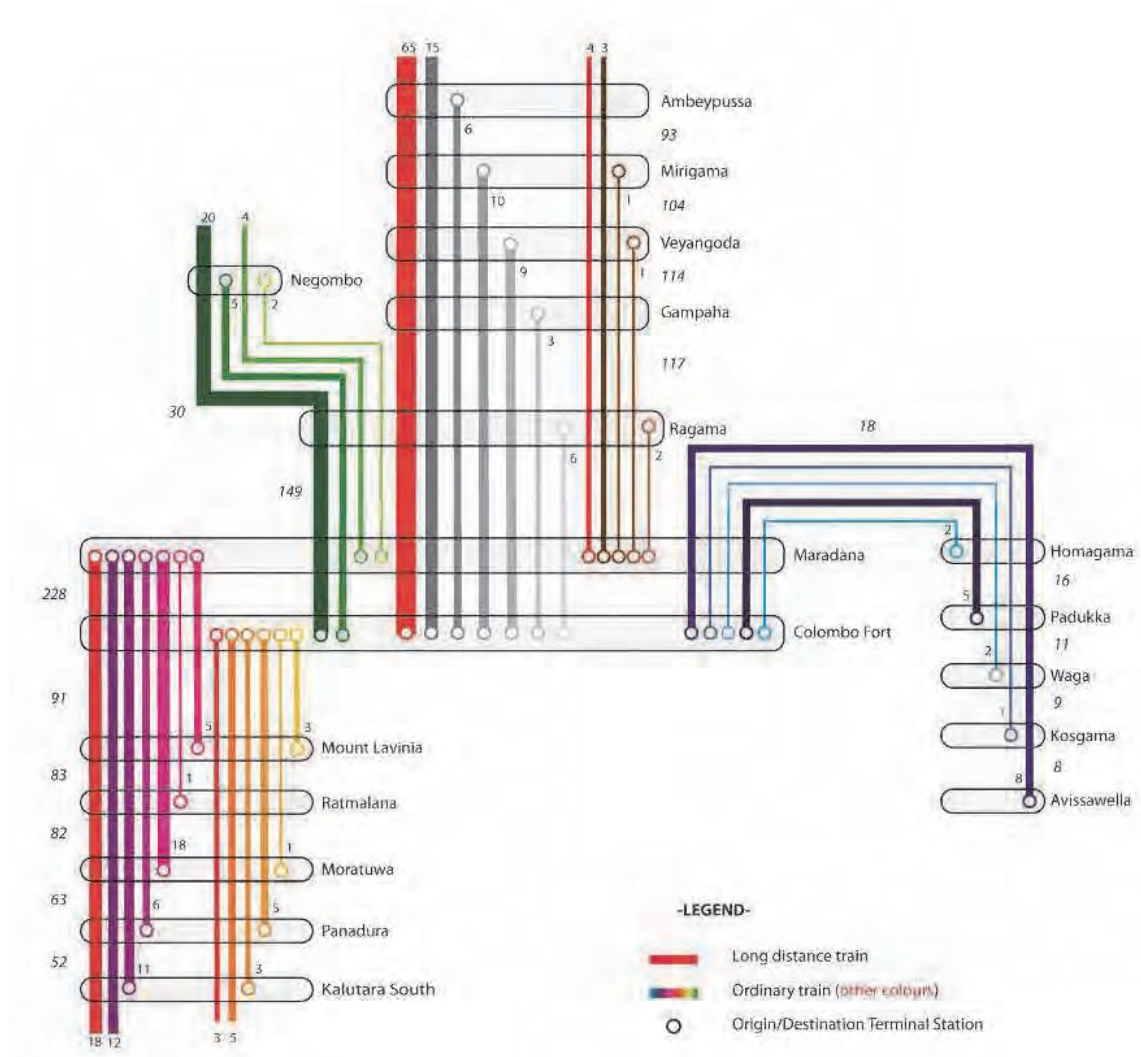 65 15 4 3
Ambeypussa
6
93
Mirigama
10
1
104
20 4
Veyangoda
9
1
114
Negombo
5
2
Gampaha
3
117
30
Ragama
18
6
2
149
2
Maradana
Homagama
228
16
5
Padukka
Colombo Fort
11
2
Waga
91
9
1
5
3
Kosgama
Mount Lavinia
83
8
1
8
Ratmalana
Avissawella
82
18
1
Moratuwa
63
6
5
-LEGEND-
Panadura
52
Long distance train
11
3
Kalutara South
Ordinary train (other colours)
Origin/Destination Terminal Station
18 12 3 5